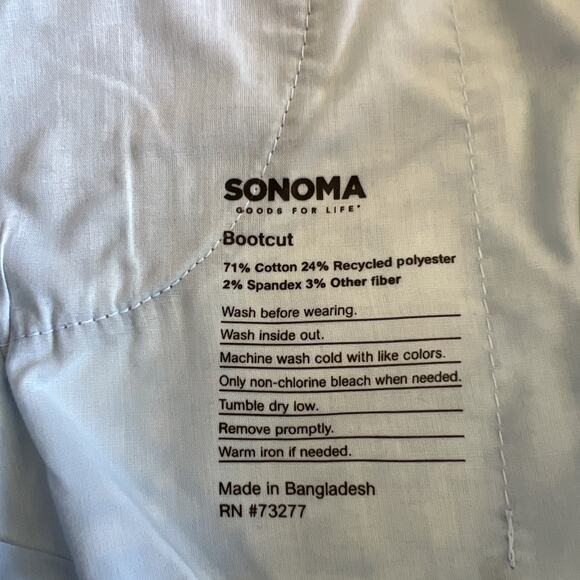 SONOMA
GOODS FOR LIFE®
Bootcut
71% Cotton 24% Recycled polyester
2% Spandex 3% Other fiber
Wash before wearing.
Wash inside out.
Machine wash cold with like colors.
Only non-chlorine bleach when needed.
Tumble dry low.
Remove promptly.
Warm iron if needed.
Made in Bangladesh
RN #73277